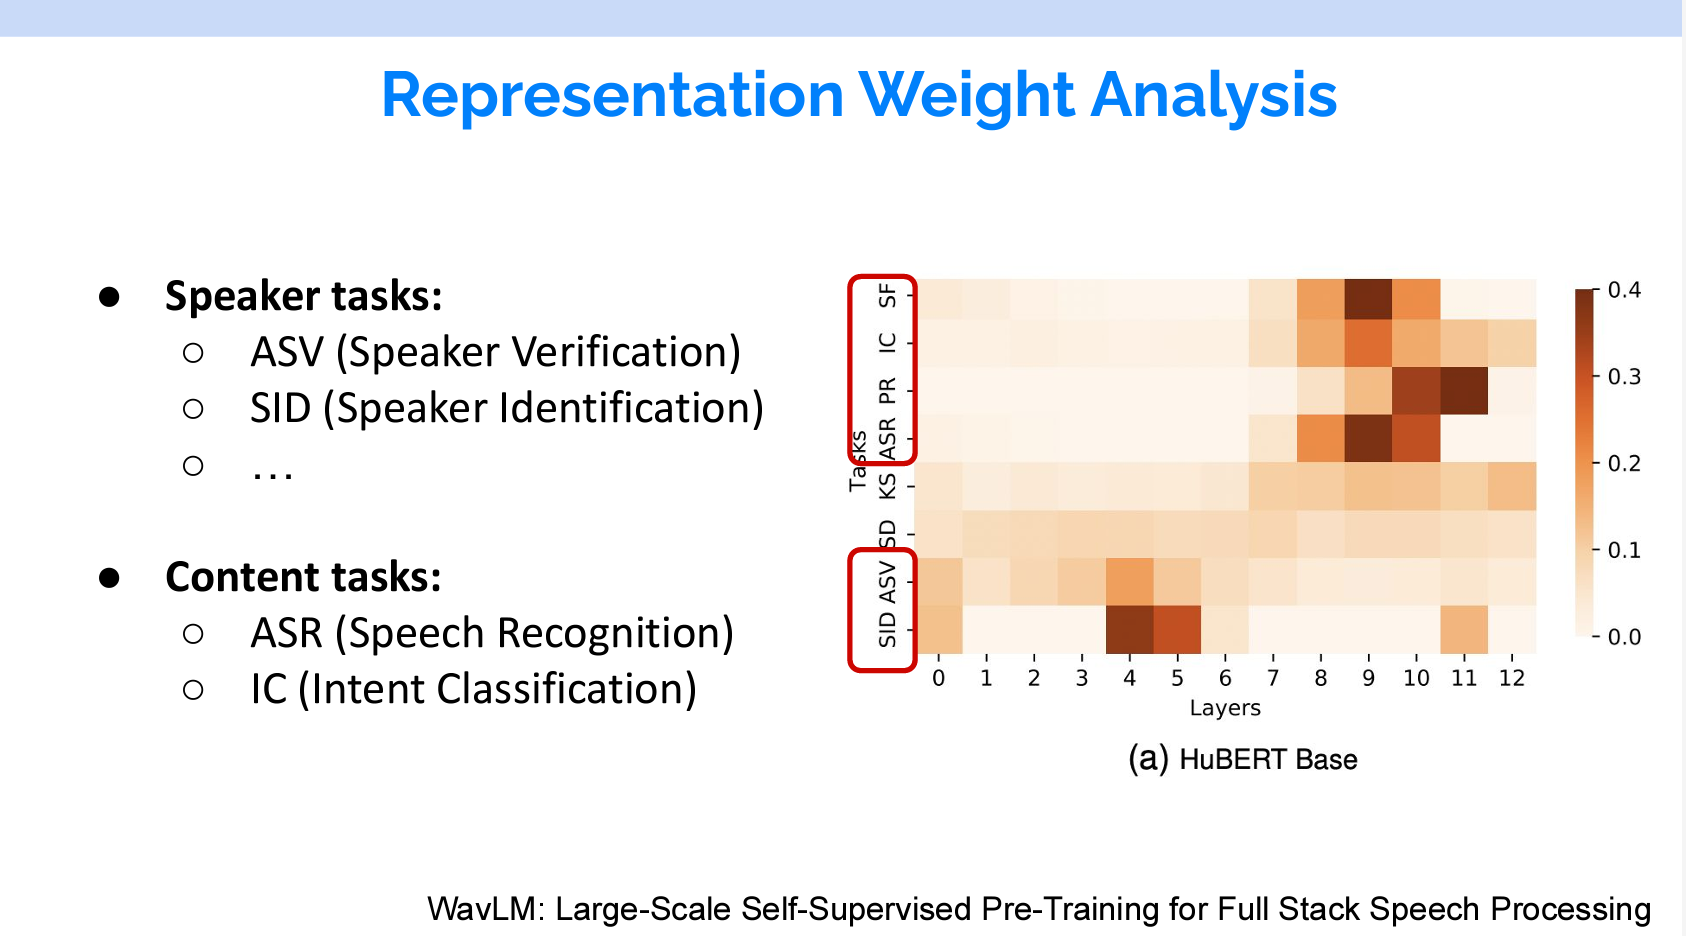 Representation Weight Analysis
● Speaker tasks:
○ ASV (Speaker Verification)
○ SID (Speaker Identification)
○ …
● Content tasks:
○ ASR (Speech Recognition)
○ IC (Intent Classification)
Tasks
SF
IC
PR
ASR
KS
SD
ASV
SID
0 1 2 3 4 5 6 7 8 9 10 11 12
Layers
0.4
0.3
0.2
0.1
0.0
(a) HuBERT Base
WavLM: Large-Scale Self-Supervised Pre-Training for Full Stack Speech Processing